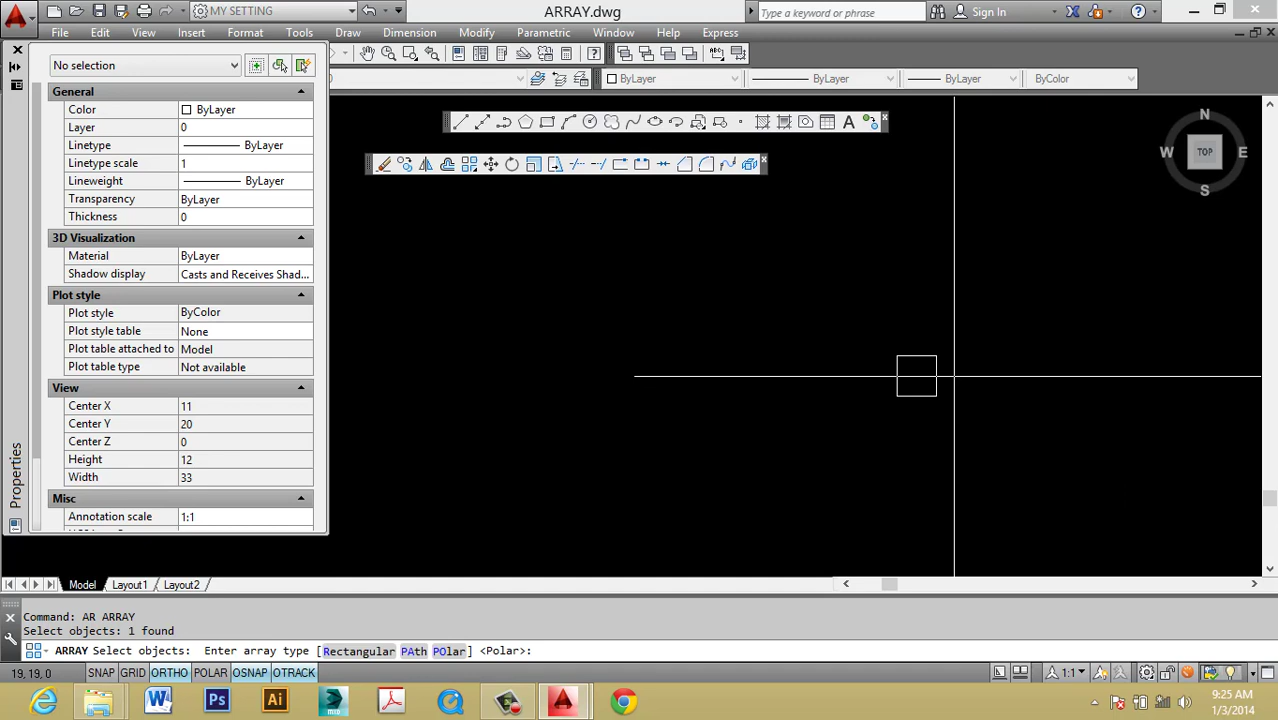 MY SETTING
ARRAY.dwg
Type a keyword or phrase
Sign In
File Edit View Insert Format Tools Draw Dimension Modify Parametric Window Help Express
No selection
0
ByLayer
ByLayer
ByLayer
ByColor
General
Color ByLayer
Layer 0
Linetype ByLayer
Linetype scale 1
Lineweight ByLayer
Transparency ByLayer
Thickness 0
3D Visualization
Material ByLayer
Shadow display Casts and Receives Shad...
Plot style
Plot style ByColor
Plot style table None
Plot table attached to Model
Plot table type Not available
View
Center X 11
Center Y 20
Center Z 0
Height 12
Width 33
Misc
Annotation scale 1:1
Properties
N
W TOP E
S
Model Layout1 Layout2
Command: AR ARRAY
Select objects: 1 found
ARRAY Select objects: Enter array type [Rectangular PAth POlar] <Polar>:
19, 19, 0 SNAP GRID ORTHO POLAR OSNAP OTRACK 1:1
W Ps Ai
9:25 AM
1/3/2014